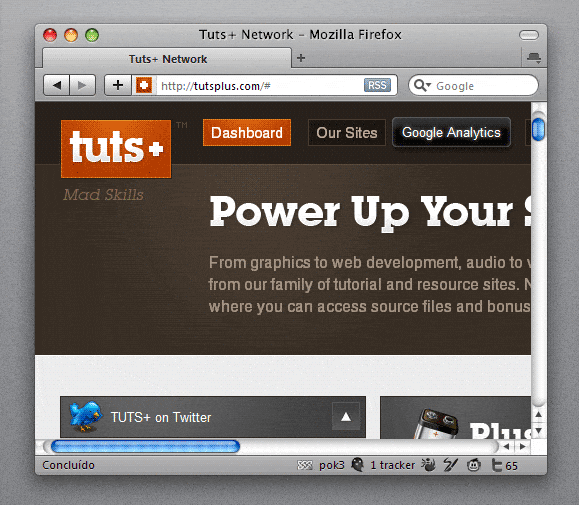 Tuts+ Network - Mozilla Firefox
Tuts+ Network
http://tutsplus.com/#
RSS
Google
tuts+
TM
Dashboard
Our Sites
Google Analytics
Mad Skills
Power Up Your S
From graphics to web development, audio to v
from our family of tutorial and resource sites. N
where you can access source files and bonus
TUTS+ on Twitter
Plus
Concluído
pok3
1 tracker
65